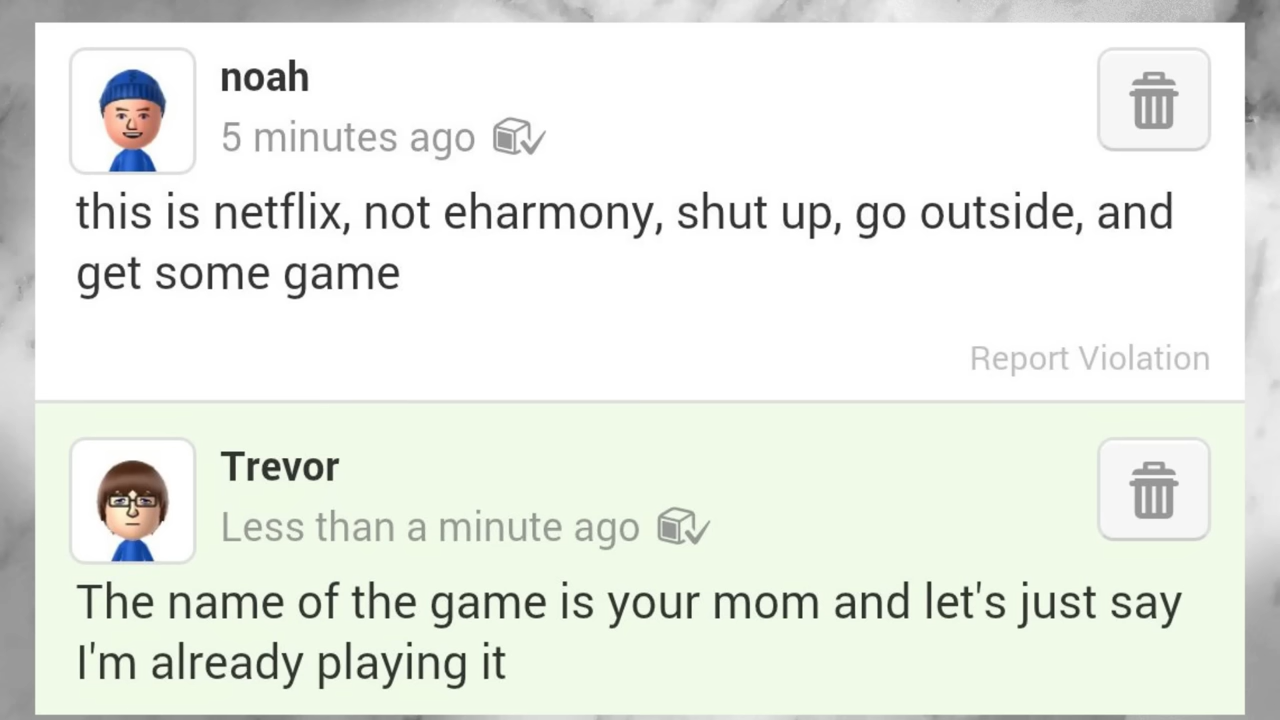 noah
5 minutes ago
this is netflix, not eharmony, shut up, go outside, and
get some game
Report Violation
Trevor
Less than a minute ago
The name of the game is your mom and let's just say
I'm already playing it